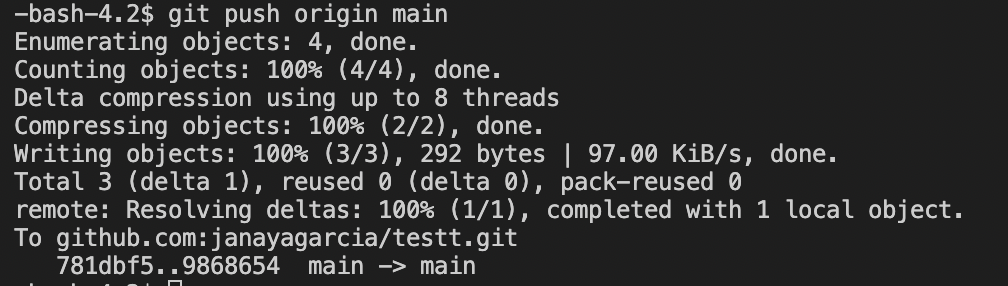 -bash-4.2$ git push origin main
Enumerating objects: 4, done.
Counting objects: 100% (4/4), done.
Delta compression using up to 8 threads
Compressing objects: 100% (2/2), done.
Writing objects: 100% (3/3), 292 bytes | 97.00 KiB/s, done.
Total 3 (delta 1), reused 0 (delta 0), pack-reused 0
remote: Resolving deltas: 100% (1/1), completed with 1 local object.
To github.com:janayagarcia/testt.git
   781dbf5..9868654  main -> main